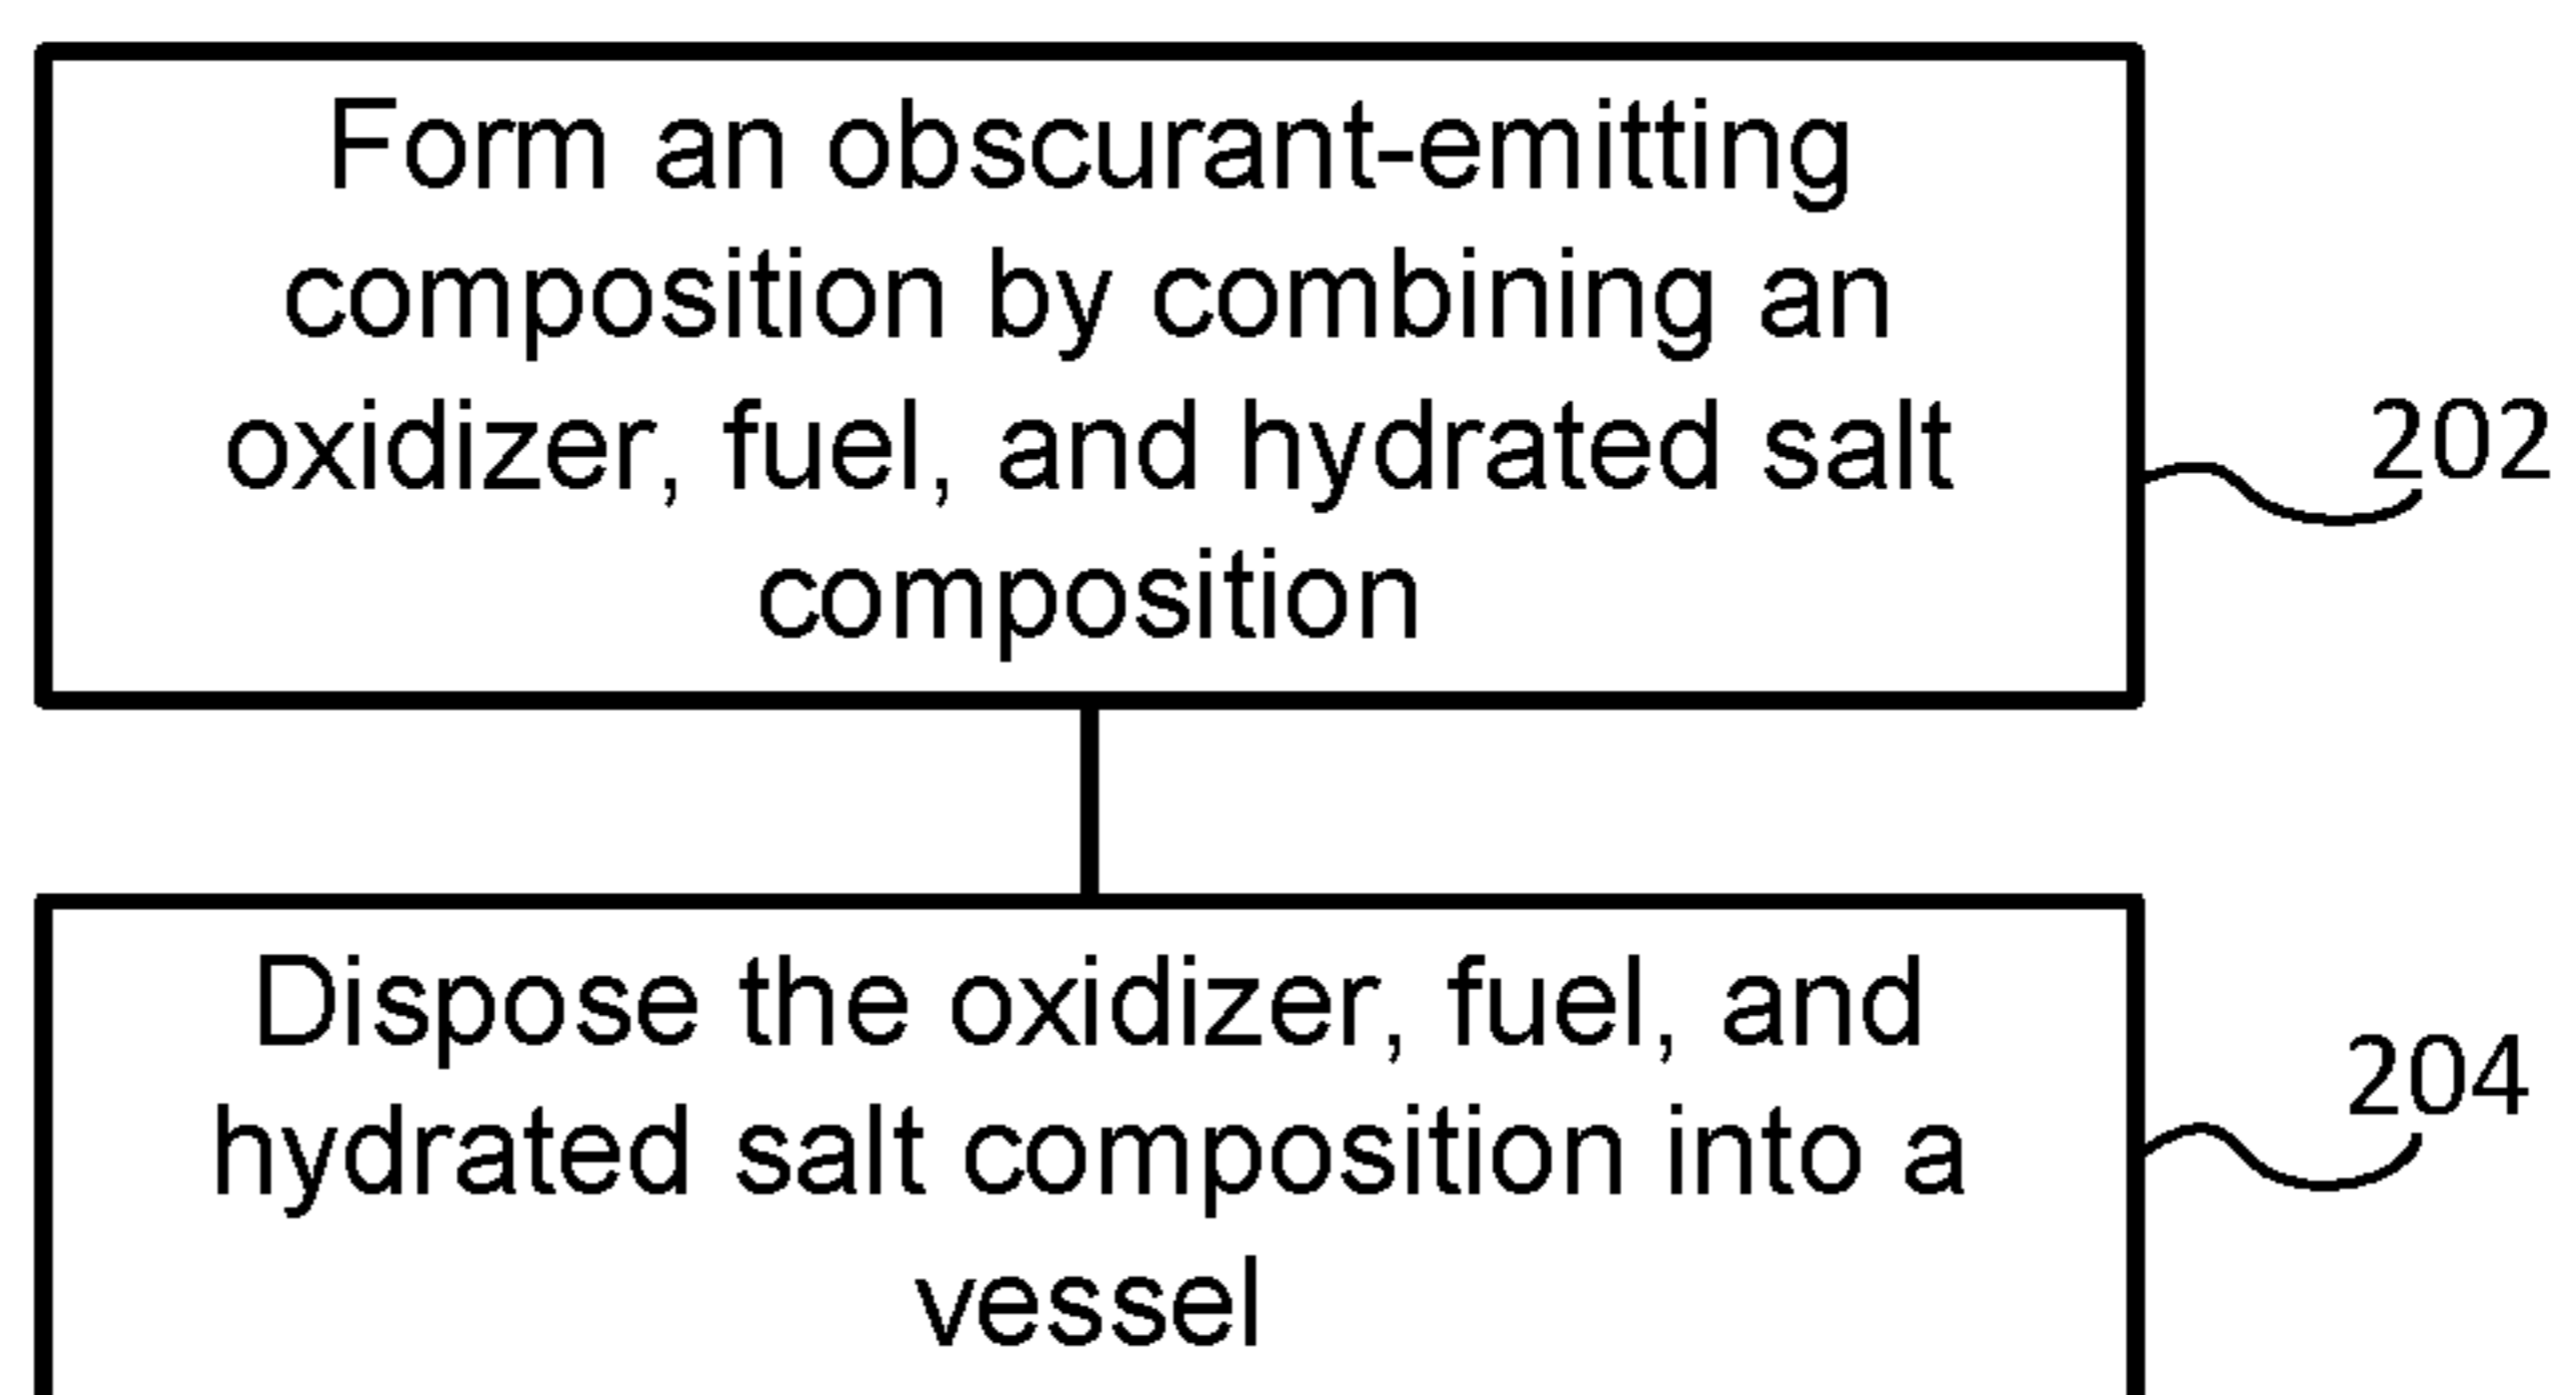 Form an obscurant-emitting
composition by combining an
oxidizer, fuel, and hydrated salt
composition
202
Dispose the oxidizer, fuel, and
hydrated salt composition into a
vessel
204